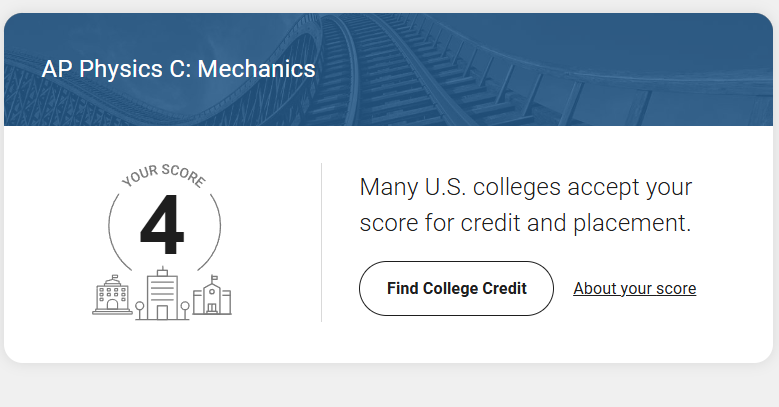 AP Physics C: Mechanics
YOUR SCORE
4
Many U.S. colleges accept your
score for credit and placement.
Find College Credit
About your score